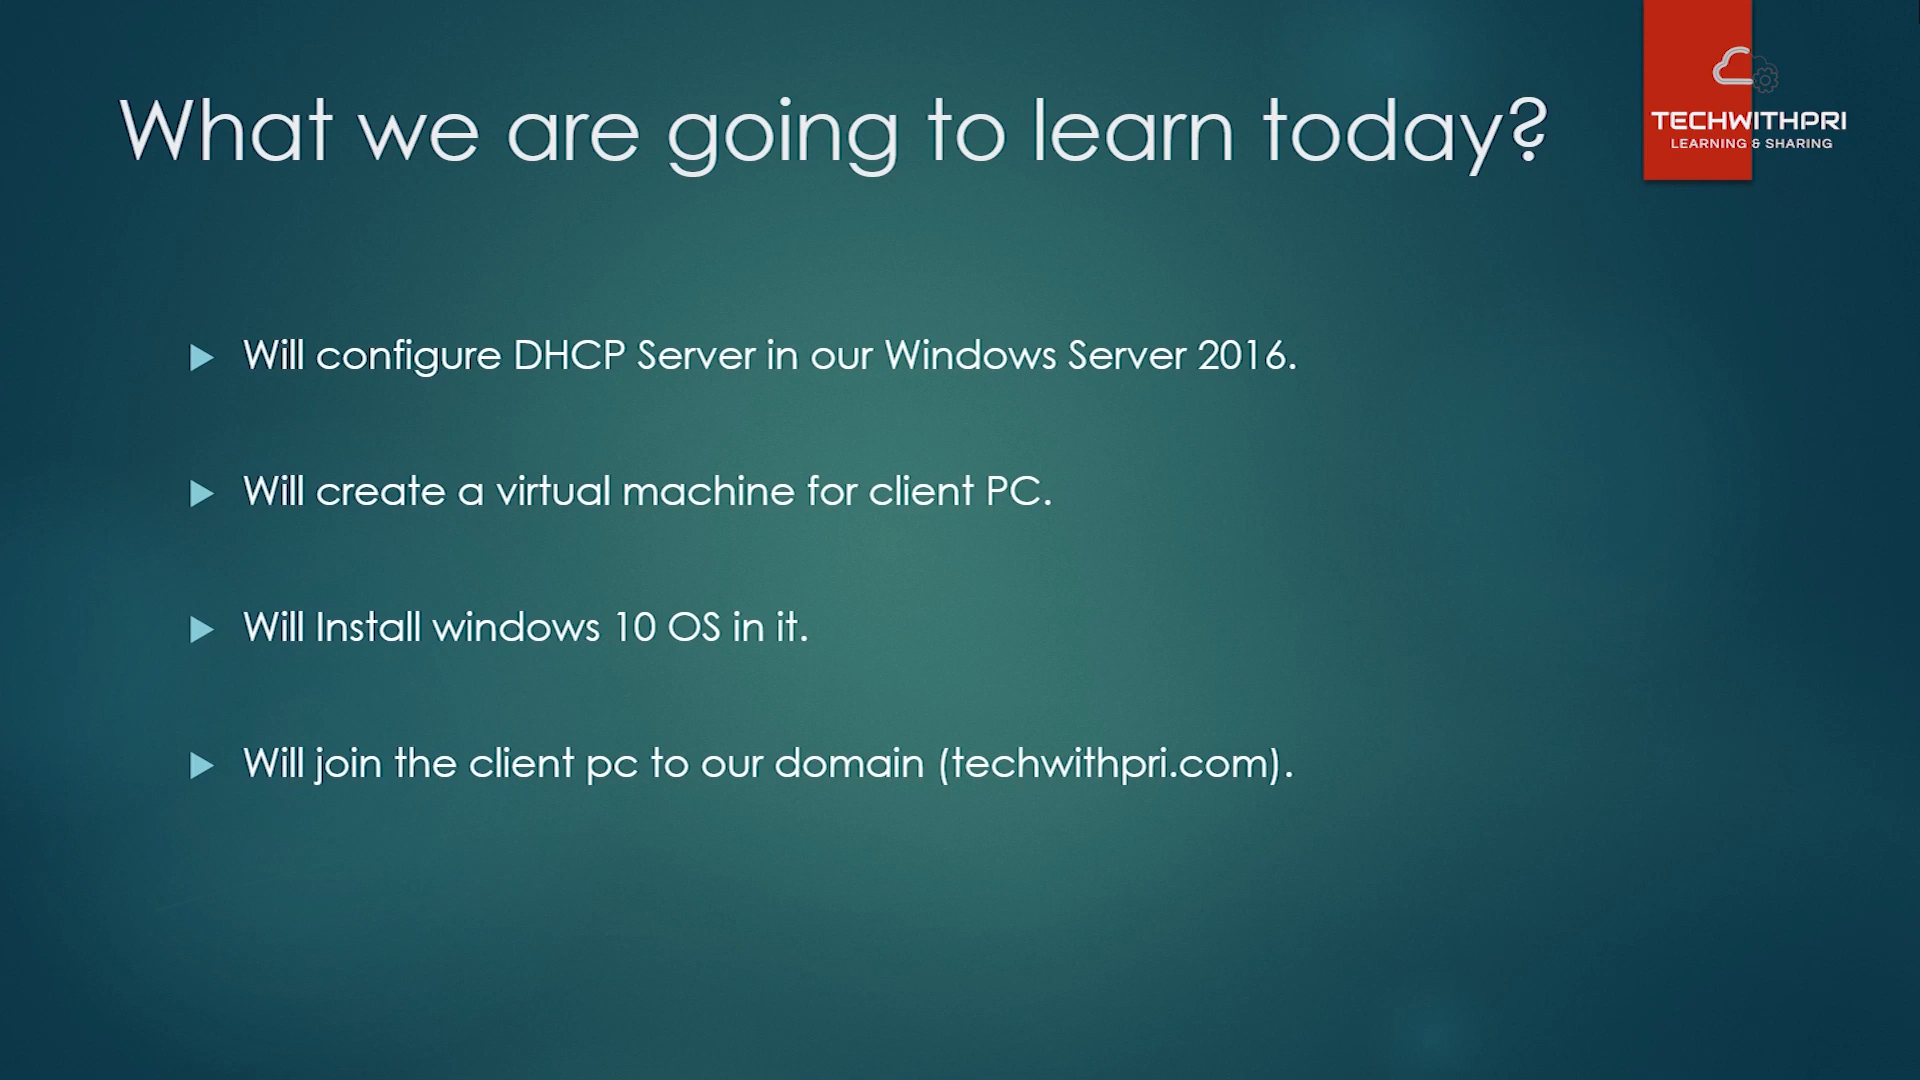 What we are going to learn today?
TECHWITHPRI
LEARNING & SHARING
Will configure DHCP Server in our Windows Server 2016.
Will create a virtual machine for client PC.
Will Install windows 10 OS in it.
Will join the client pc to our domain (techwithpri.com).